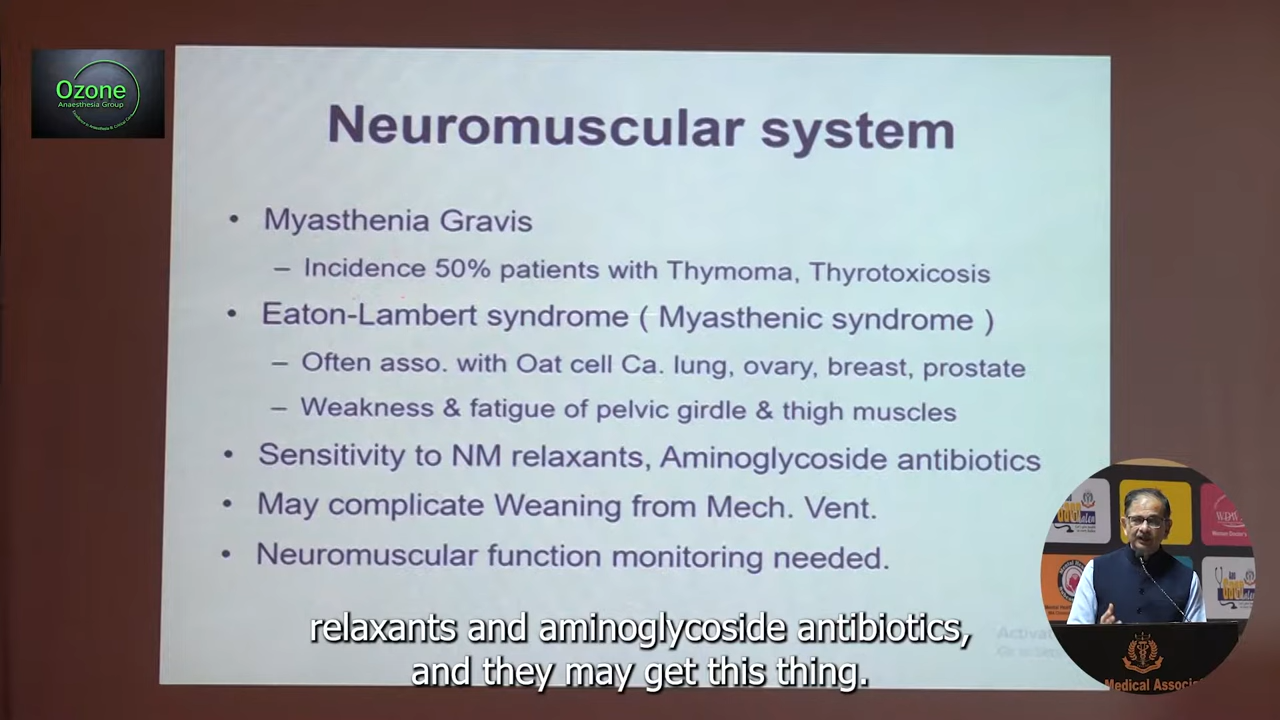 Ozone
Anaesthesia Group
Neuromuscular system
• Myasthenia Gravis
– Incidence 50% patients with Thymoma, Thyrotoxicosis
• Eaton-Lambert syndrome ( Myasthenic syndrome )
– Often asso. with Oat cell Ca. lung, ovary, breast, prostate
– Weakness & fatigue of pelvic girdle & thigh muscles
• Sensitivity to NM relaxants, Aminoglycoside antibiotics
• May complicate Weaning from Mech. Vent.
• Neuromuscular function monitoring needed.
relaxants and aminoglycoside antibiotics,
and they may get this thing.
WDW
Medical Associ